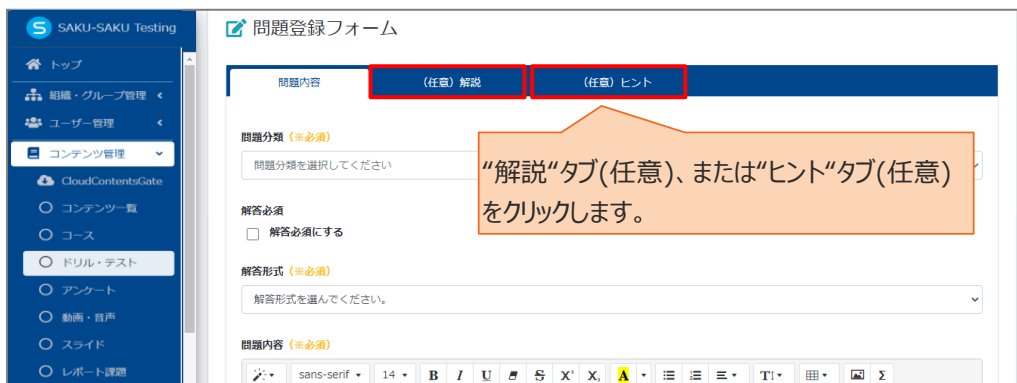 S SAKU-SAKU Testing
トップ
組織・グループ管理
ユーザー管理
コンテンツ管理
CloudContentsGate
コンテンツ一覧
コース
ドリル・テスト
アンケート
動画・音声
スライド
レポート課題
問題登録フォーム
問題内容
（任意）解説
（任意）ヒント
問題分類（※必須）
問題分類を選択してください
“解説“タブ(任意)、または“ヒント“タブ(任意)
をクリックします。
解答必須
解答必須にする
解答形式（※必須）
解答形式を選んでください。
問題内容（※必須）
sans-serif 14 B I U S X² X₂ A T! Σ